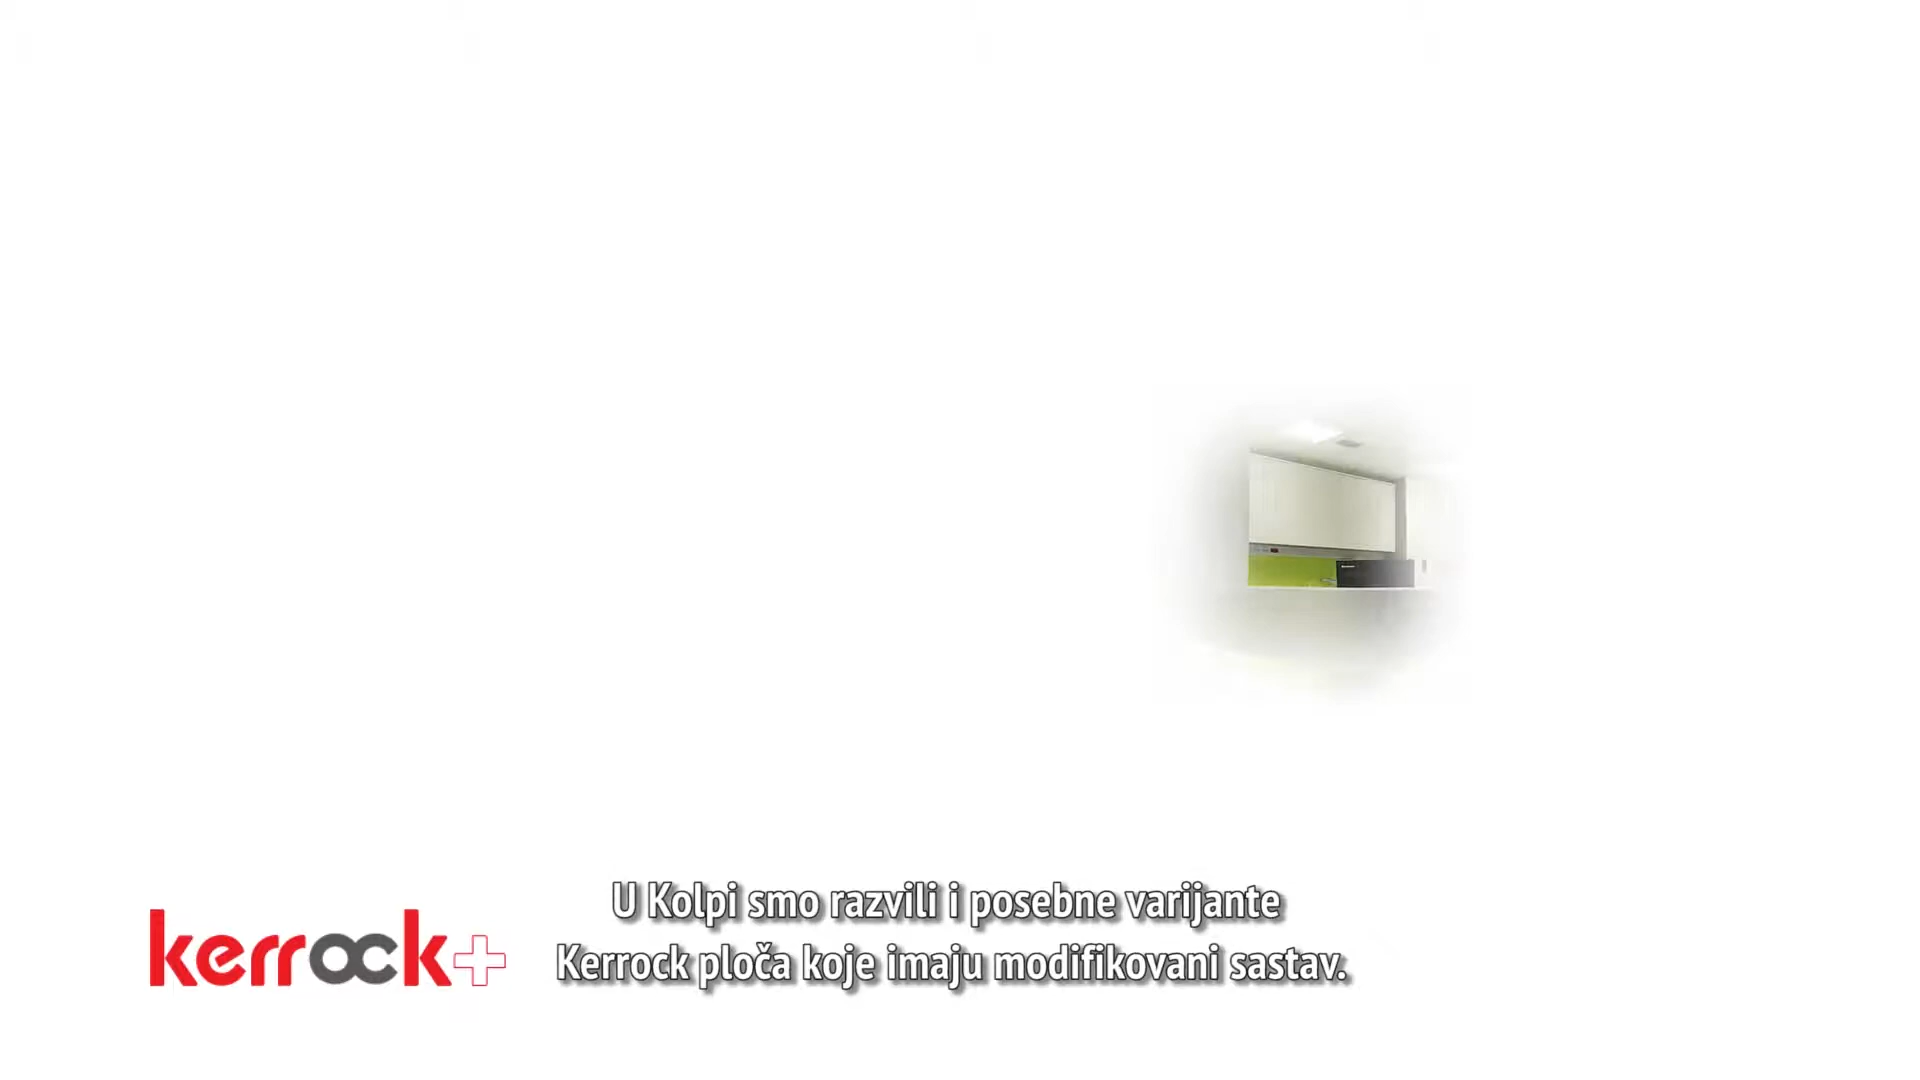 U Kolpi smo razvili i posebne varijante
kerrock+ Kerrock ploča koje imaju modifikovani sastav.